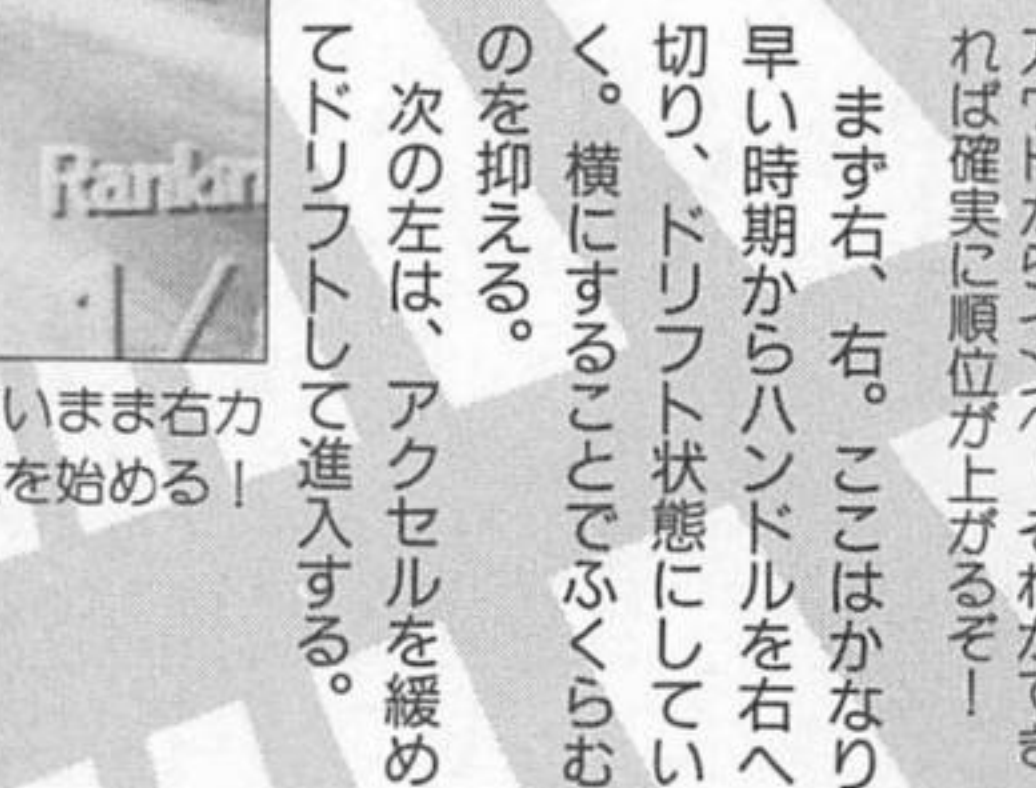 れば確実に順位が上がるぞ！
まず右、右。ここはかなり
早い時期からハンドルを右へ
切り、ドリフト状態にしてい
く。横にすることでふくらむ
のを抑える。
次の左は、アクセルを緩め
てドリフトして進入する。
Rankin
いまま右カ
を始める！